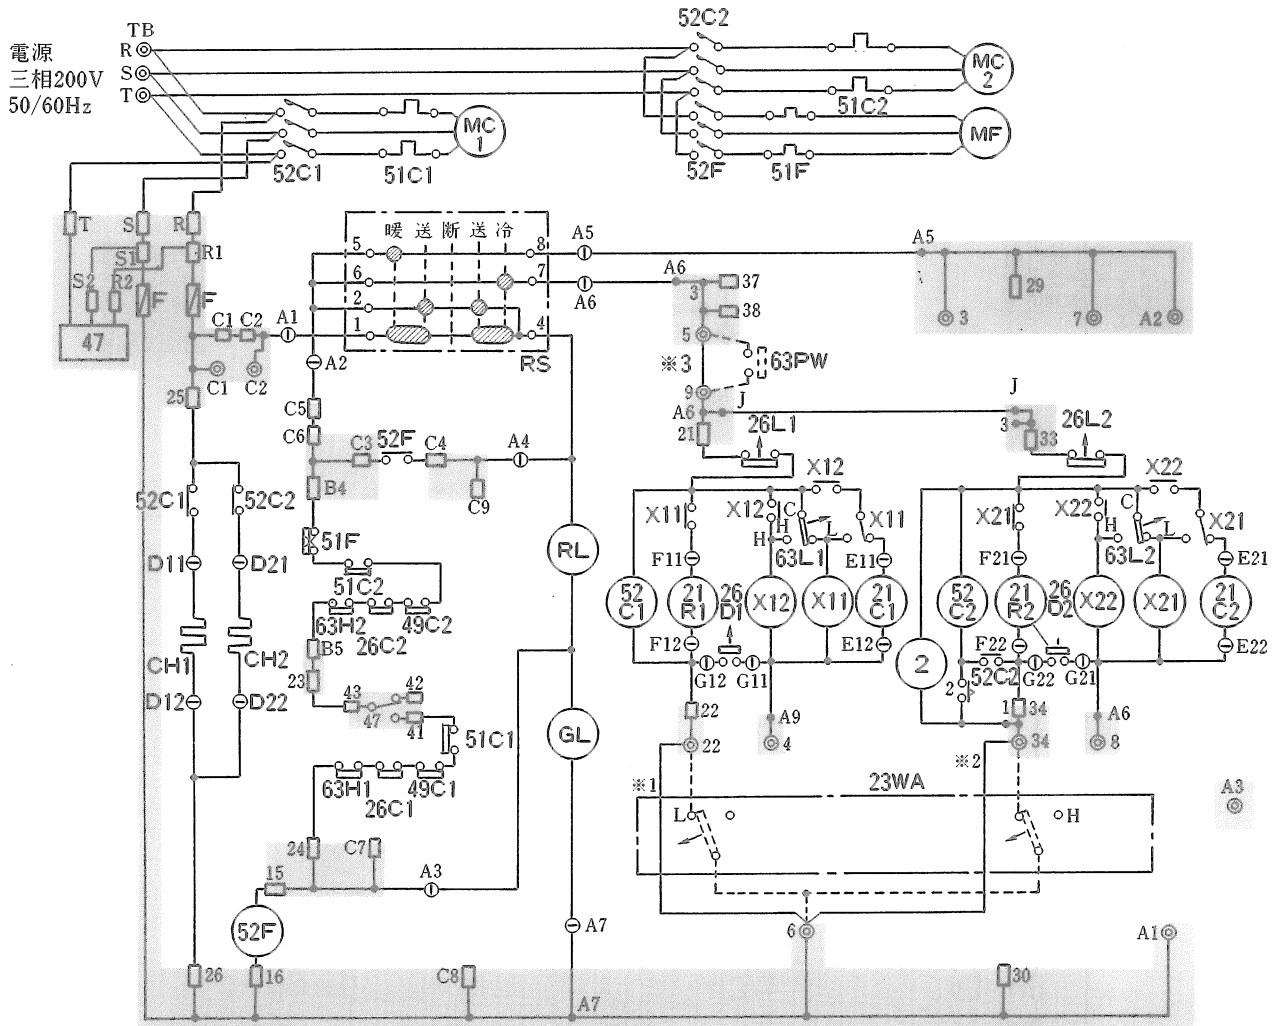 TB
電源
三相200V
50/60Hz
R
S
T
52C2
51C2
MC
2
MC
1
52C1
51C1
MF
52F
51F
T
S
R
S1
R1
S2
R2
F
F
47
C1
C2
A1
C1
C2
25
暖 送 断 送 冷
5
8
6
7
2
1
4
RS
A5
A6
A2
A5
A6
3
37
38
5
※3
63PW
9
A6
J
21
26L1
J
3
33
26L2
3
29
7
A2
C5
C6
C3
52F
C4
A4
B4
C9
52C1
52C2
51F
D11
D21
51C2
63H2
26C2
49C2
B5
23
43
42
47
41
51C1
CH1
CH2
D12
D22
63H1
26C1
49C1
24
C7
15
A3
52F
26
16
C8
RL
GL
A7
A7
X12
X11
X12
H
H
C
L
X11
63L1
F11
E11
52
C1
21
R1
26
D1
X12
X11
21
C1
F12
E12
G12
G11
22
22
A9
4
※1
X22
X21
X22
H
C
L
X21
63L2
F21
E21
52
C2
21
R2
26
D2
X22
X21
21
C2
F22
E22
2
52C2
G22
G21
2
1
34
34
A6
8
※2
23WA
L
H
A3
6
A1
30